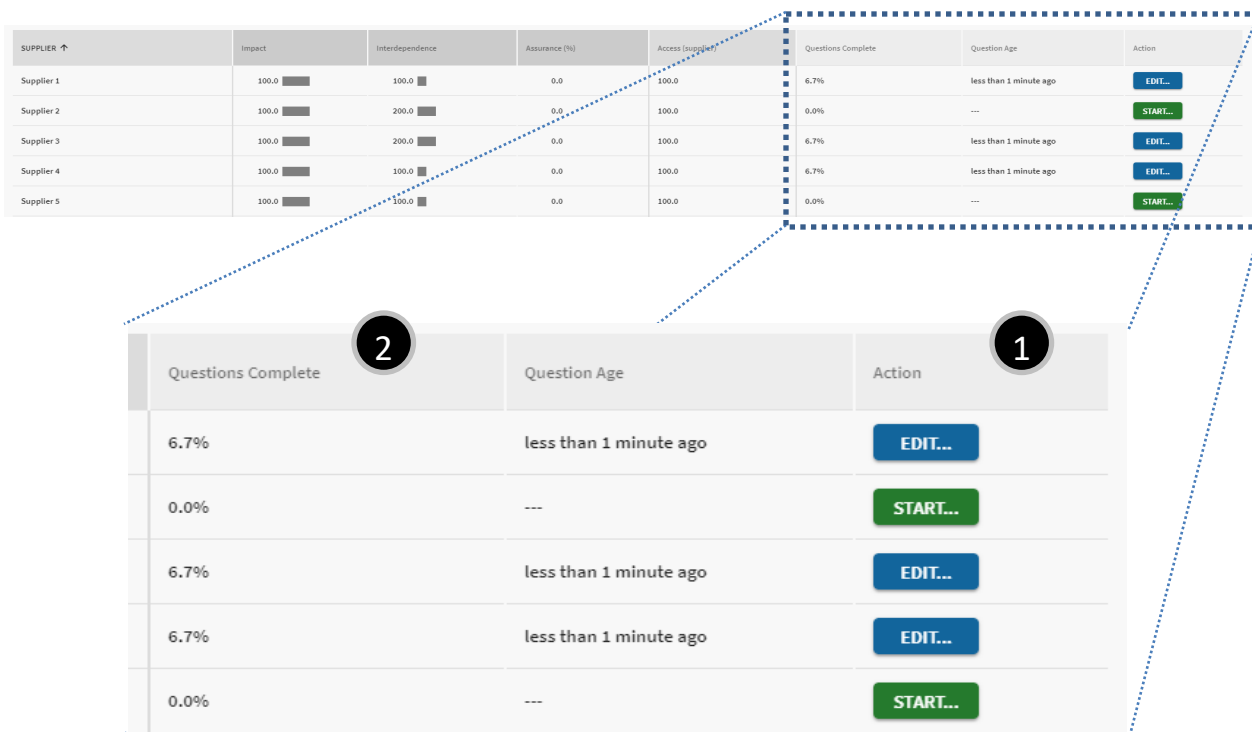 SUPPLIER ↑ Impact Interdependence Assurance (%) Access (supplier) Questions Complete Question Age Action
Supplier 1 100.0 100.0 0.0 100.0 6.7% less than 1 minute ago EDIT...
Supplier 2 100.0 200.0 0.0 100.0 0.0% --- START...
Supplier 3 100.0 200.0 0.0 100.0 6.7% less than 1 minute ago EDIT...
Supplier 4 100.0 100.0 0.0 100.0 6.7% less than 1 minute ago EDIT...
Supplier 5 100.0 100.0 0.0 100.0 0.0% --- START...
2 1
Questions Complete Question Age Action
6.7% less than 1 minute ago EDIT...
0.0% --- START...
6.7% less than 1 minute ago EDIT...
6.7% less than 1 minute ago EDIT...
0.0% --- START...